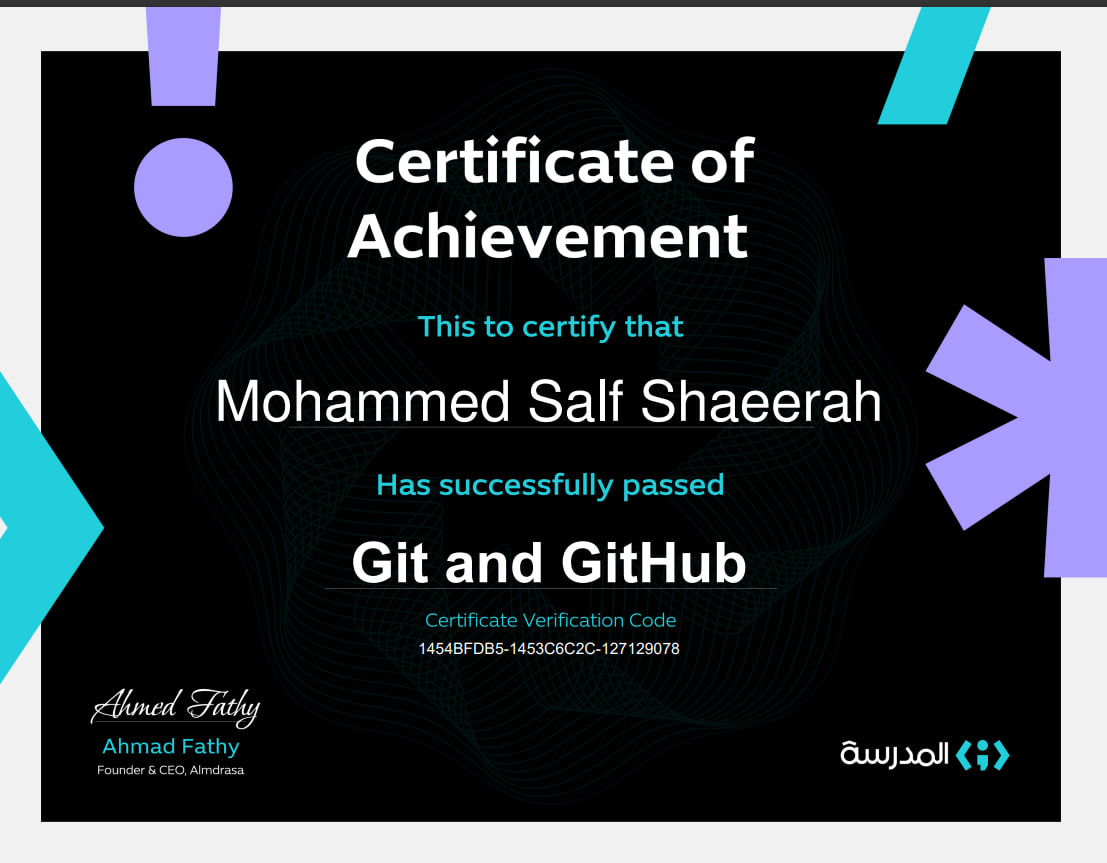 Certificate of
Achievement
This to certify that
Mohammed Salf Shaeerah
Has successfully passed
Git and GitHub
Certificate Verification Code
1454BFDB5-1453C6C2C-127129078
Ahmed Fathy
Ahmad Fathy
Founder & CEO, Almdrasa
المدرسة